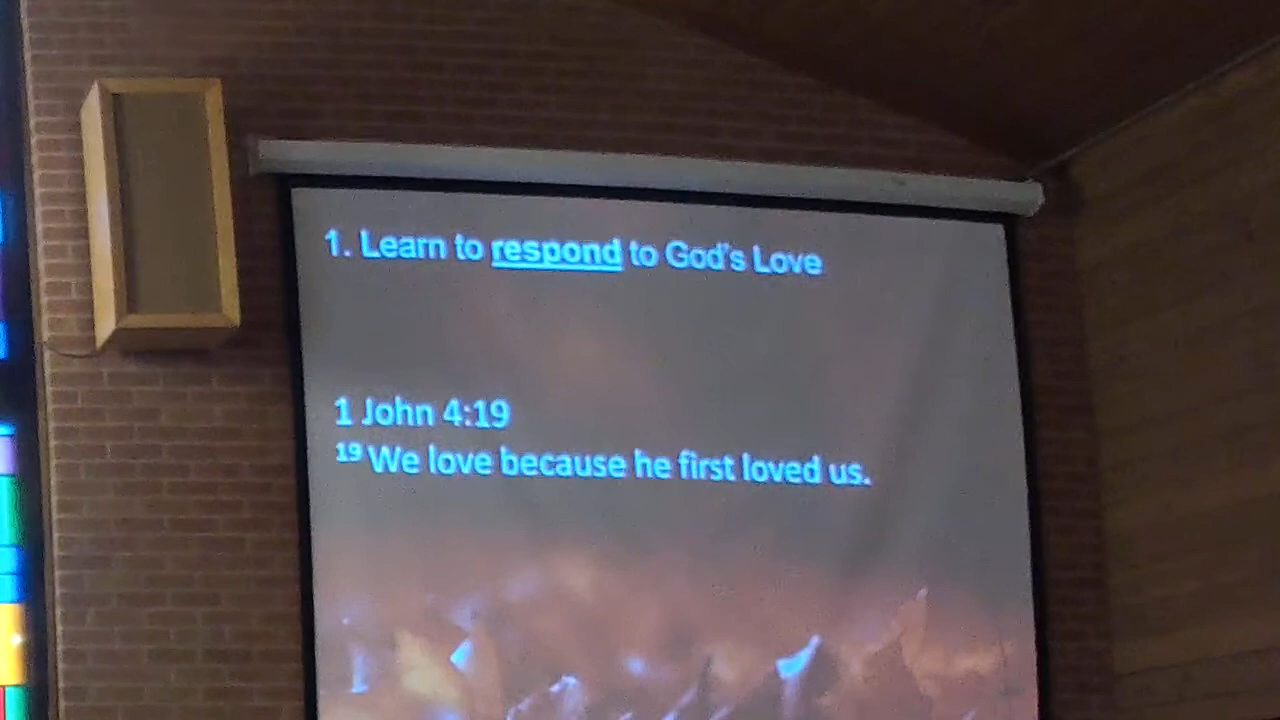 1. Learn to respond to God's Love
1 John 4:19
19 We love because he first loved us.